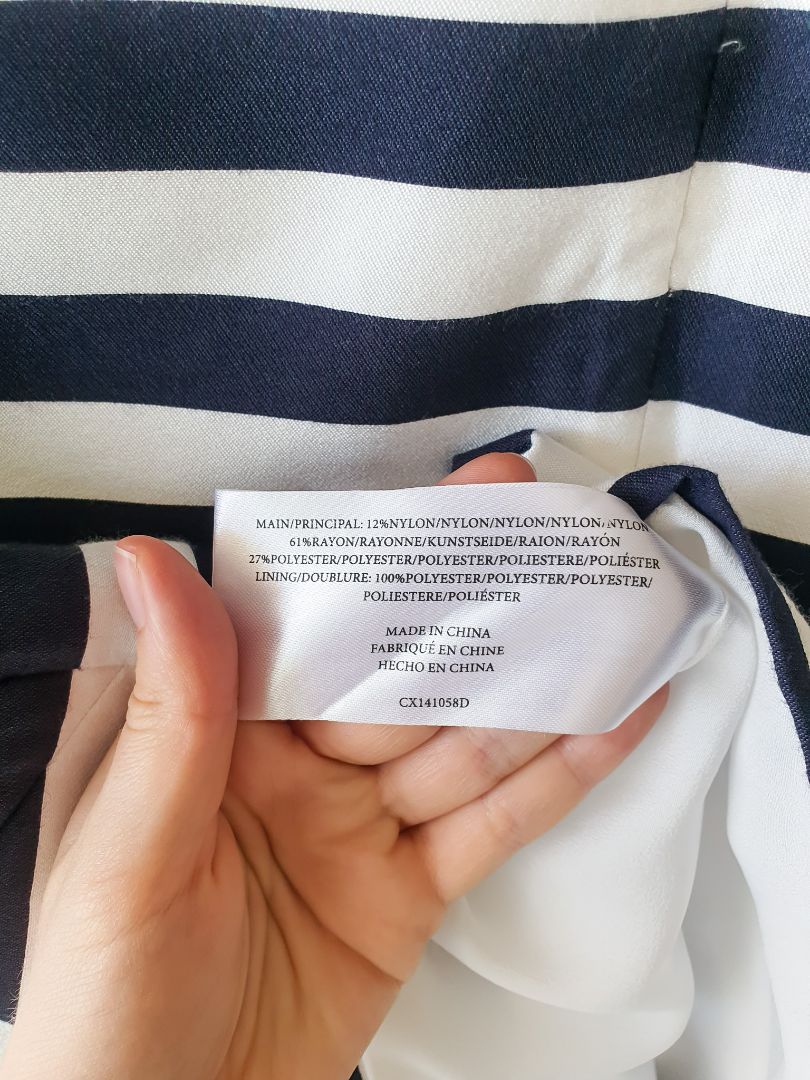 MAIN/PRINCIPAL: 12%NYLON/NYLON/NYLON/NYLON/NYLON
61%RAYON/RAYONNE/KUNSTSEIDE/RAION/RAYÓN
27%POLYESTER/POLYESTER/POLYESTER/POLIESTERE/POLIÉSTER
LINING/DOUBLURE: 100%POLYESTER/POLYESTER/POLYESTER/
POLIESTERE/POLIÉSTER
MADE IN CHINA
FABRIQUÉ EN CHINE
HECHO EN CHINA
CX141058D